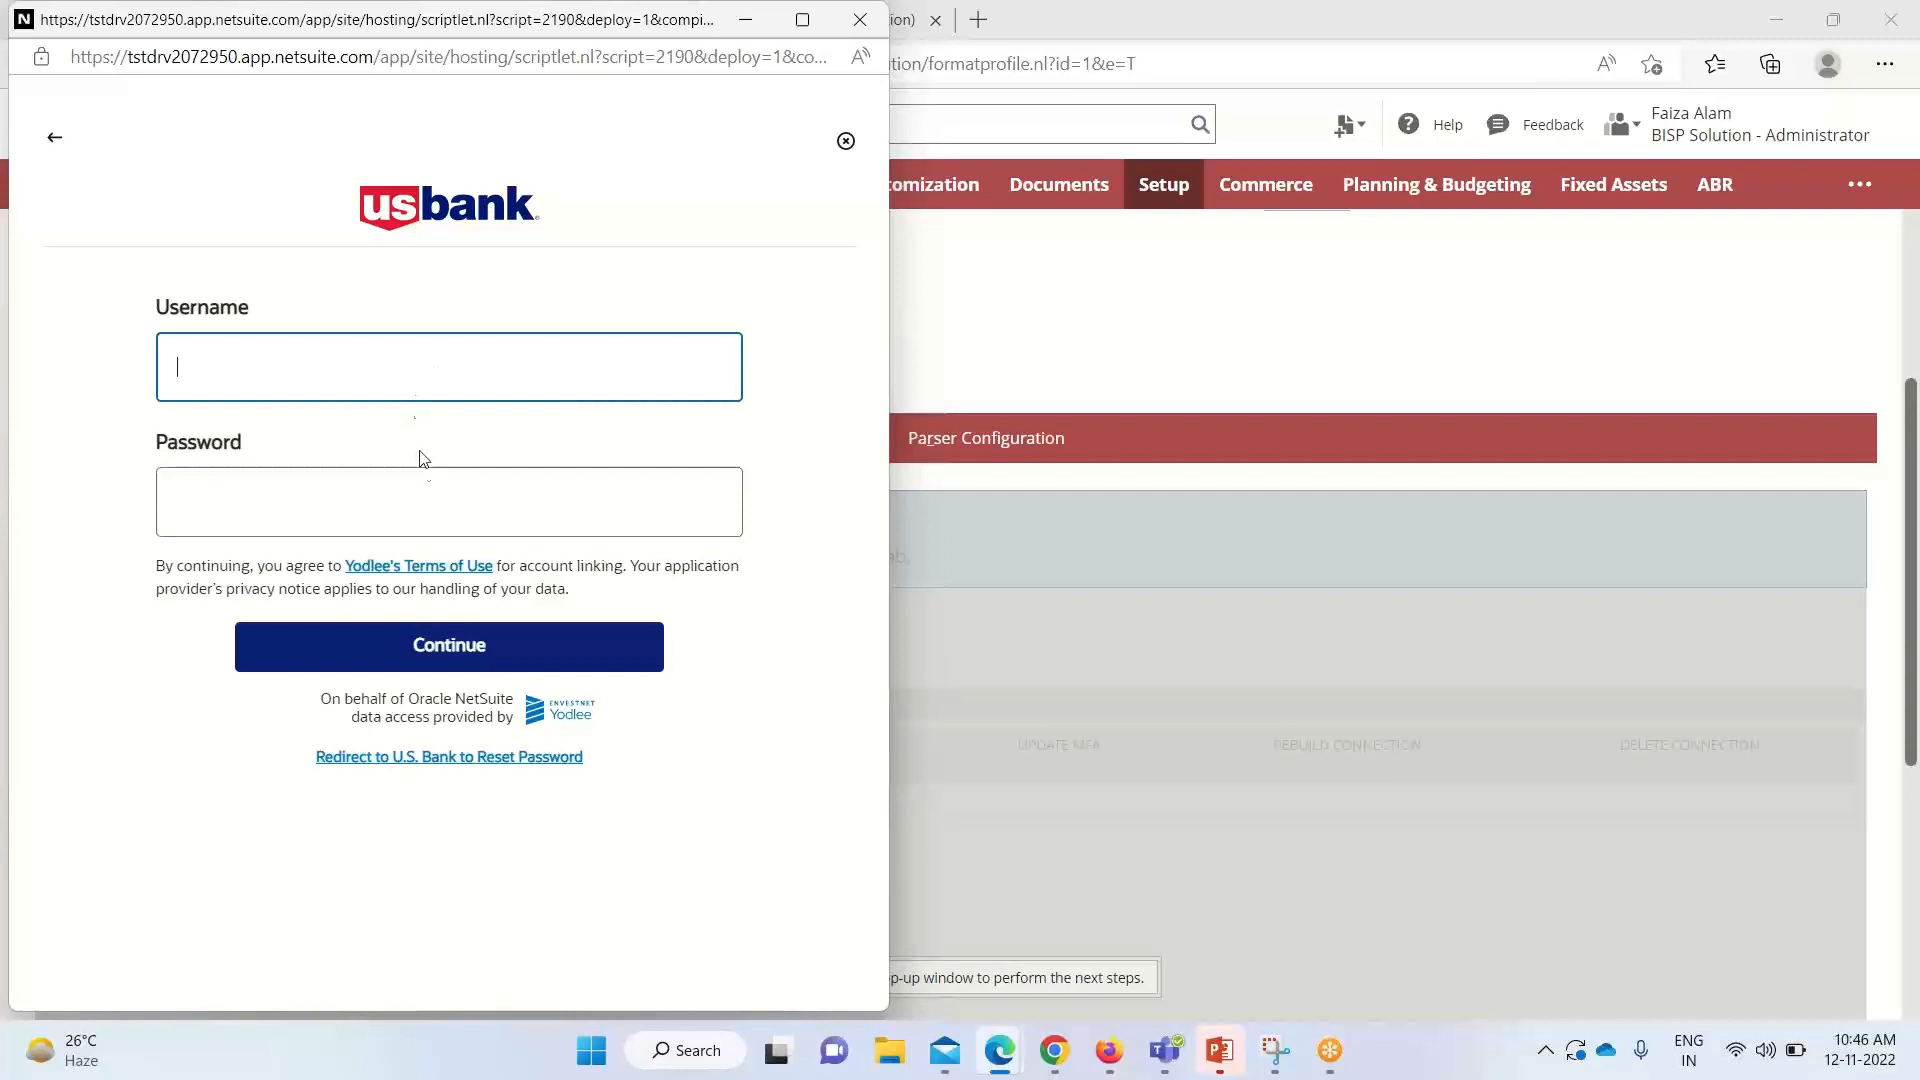 https://tstdrv2072950.app.netsuite.com/app/site/hosting/scriptlet.nl?script=2190&deploy=1&compi...
ion)
https://tstdrv2072950.app.netsuite.com/app/site/hosting/scriptlet.nl?script=2190&deploy=1&co...
tion/formatprofile.nl?id=1&e=T
Help
Feedback
Faiza Alam
BISP Solution - Administrator
usbank
tomization
Documents
Setup
Commerce
Planning & Budgeting
Fixed Assets
ABR
Username
Password
Parser Configuration
By continuing, you agree to Yodlee's Terms of Use for account linking. Your application
provider's privacy notice applies to our handling of your data.
Continue
On behalf of Oracle NetSuite
data access provided by
ENVESTNET
Yodlee
Redirect to U.S. Bank to Reset Password
UPDATE MFA
REBUILD CONNECTION
DELETE CONNECTION
p-up window to perform the next steps.
26°C
Haze
Search
ENG
IN
10:46 AM
12-11-2022